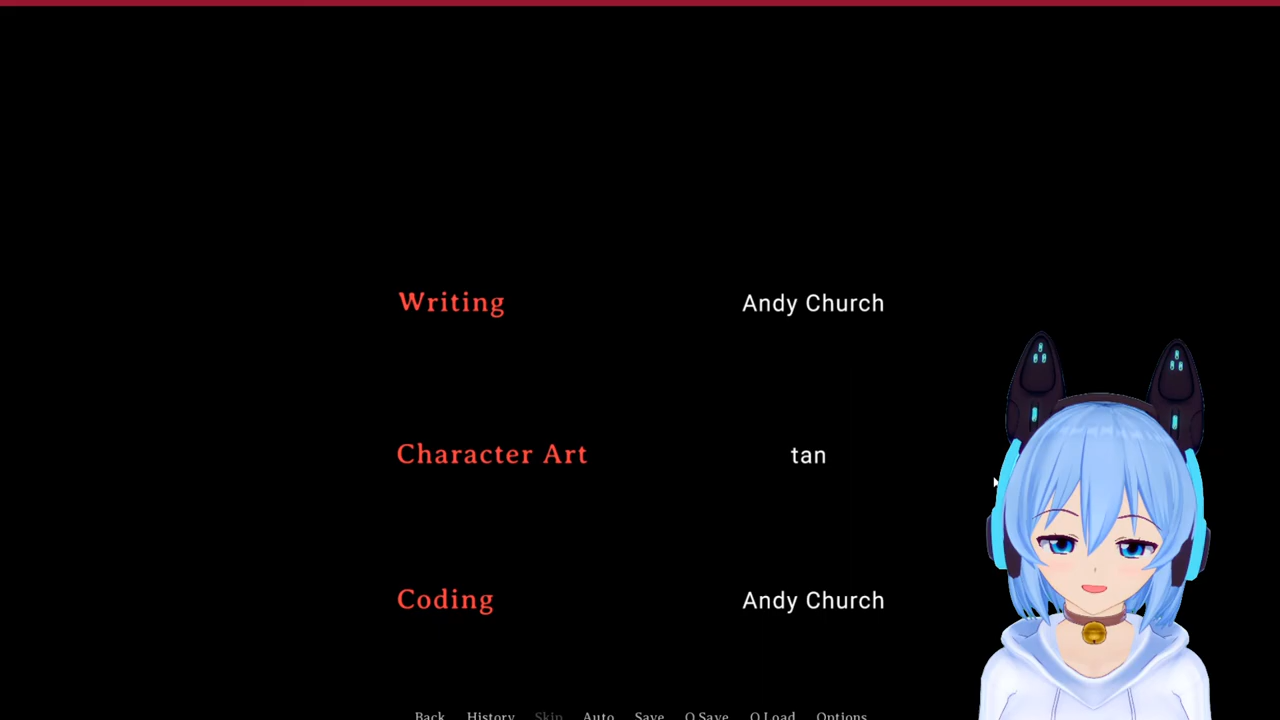 Writing Andy Church
Character Art tan
Coding Andy Church
Back History Skip Auto Save Q.Save Q.Load Options